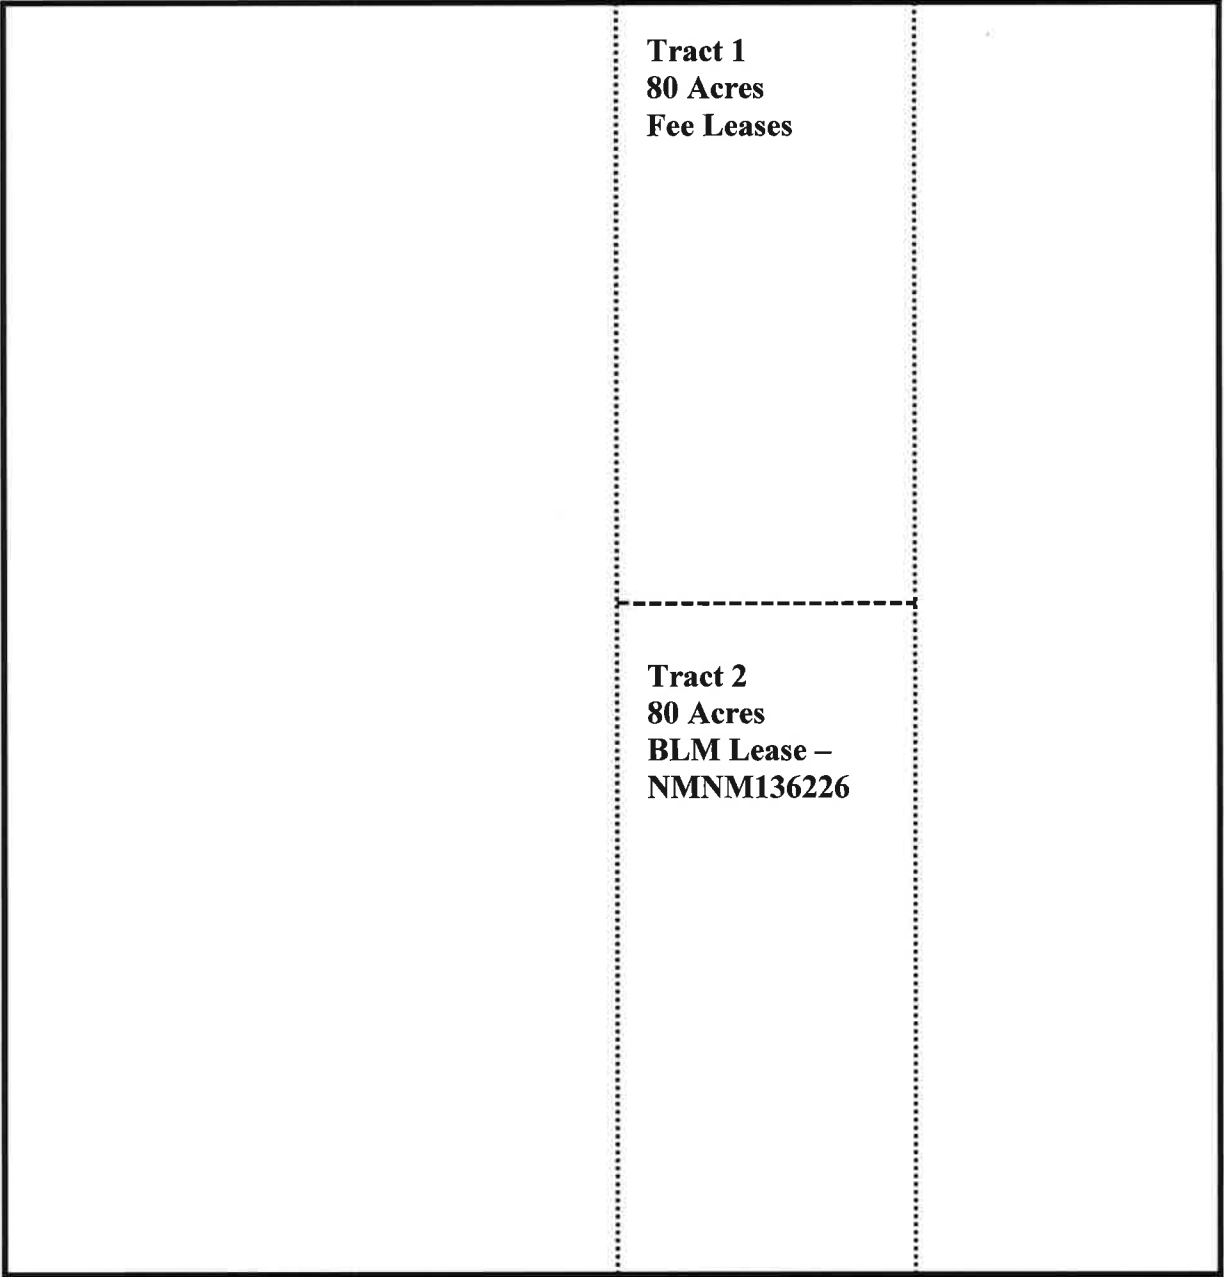 Tract 1
80 Acres
Fee Leases
Tract 2
80 Acres
BLM Lease –
NMNM136226